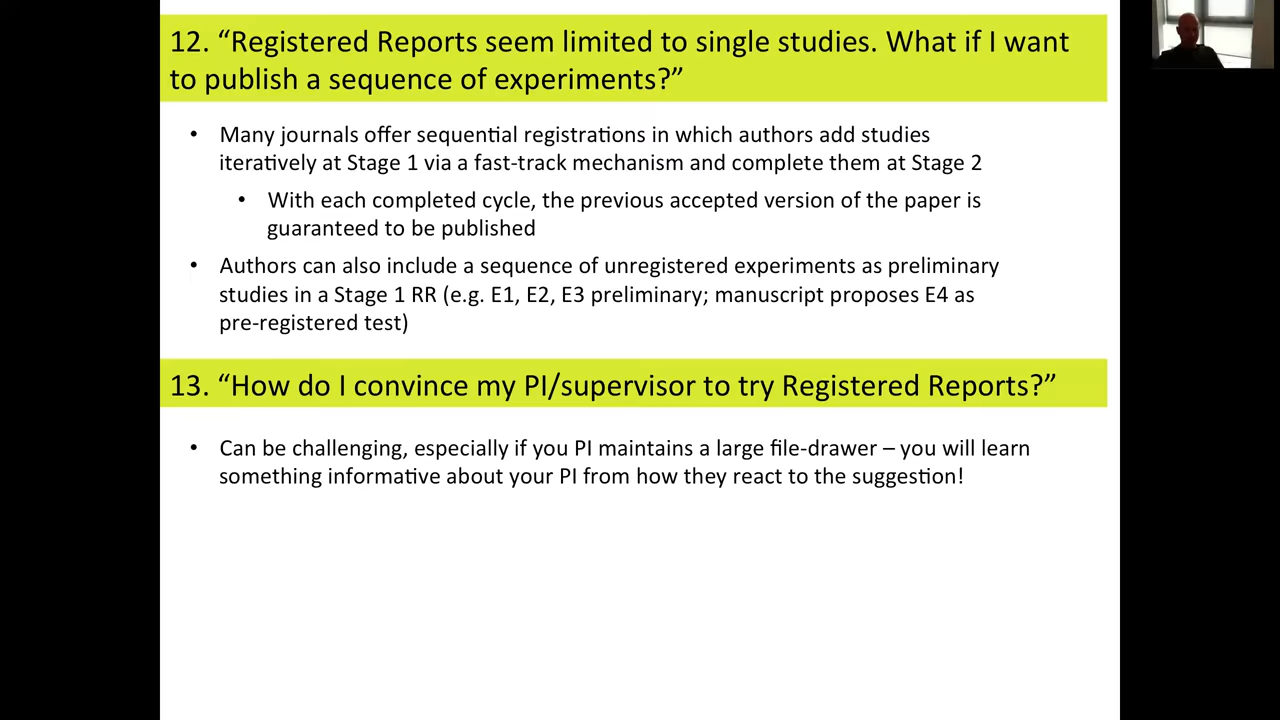 12. “Registered Reports seem limited to single studies. What if I want
to publish a sequence of experiments?”
• Many journals offer sequential registrations in which authors add studies
iteratively at Stage 1 via a fast-track mechanism and complete them at Stage 2
• With each completed cycle, the previous accepted version of the paper is
guaranteed to be published
• Authors can also include a sequence of unregistered experiments as preliminary
studies in a Stage 1 RR (e.g. E1, E2, E3 preliminary; manuscript proposes E4 as
pre-registered test)
13. “How do I convince my PI/supervisor to try Registered Reports?”
• Can be challenging, especially if you PI maintains a large file-drawer – you will learn
something informative about your PI from how they react to the suggestion!